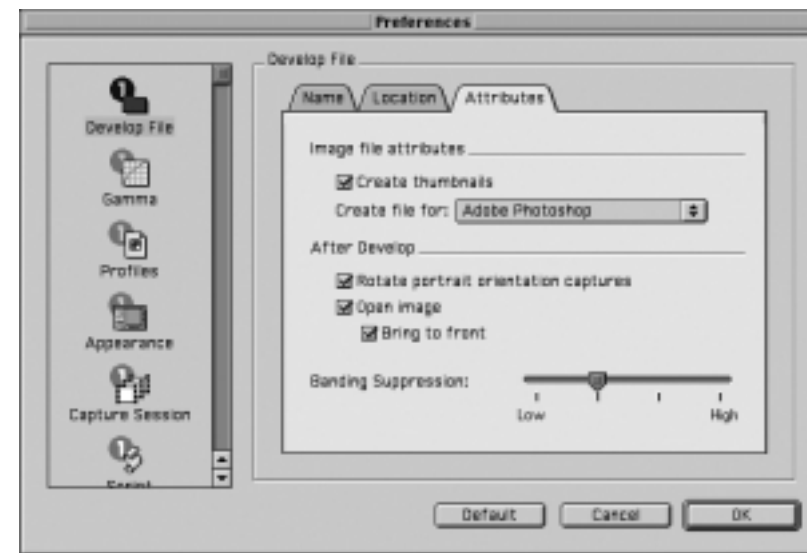 Preferences
Develop File
Gamma
Profiles
Appearance
Capture Session
Script
Develop File
Name
Location
Attributes
Image file attributes
Create thumbnails
Create file for: Adobe Photoshop
After Develop
Rotate portrait orientation captures
Open image
Bring to front
Banding Suppression:
Low
High
Default
Cancel
OK